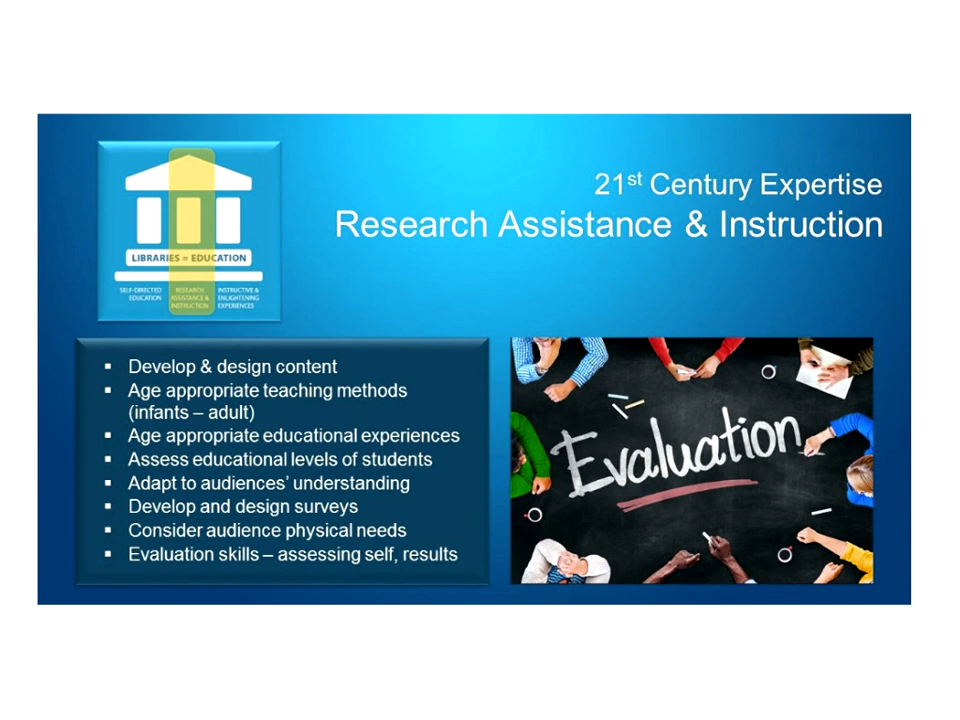 21st Century Expertise
Research Assistance & Instruction
LIBRARIES = EDUCATION
SELF-DIRECTED
EDUCATION
RESEARCH
ASSISTANCE &
INSTRUCTION
INSTRUCTIVE &
ENLIGHTENING
EXPERIENCES
▪ Develop & design content
▪ Age appropriate teaching methods
(infants – adult)
▪ Age appropriate educational experiences
▪ Assess educational levels of students
▪ Adapt to audiences’ understanding
▪ Develop and design surveys
▪ Consider audience physical needs
▪ Evaluation skills – assessing self, results
Evaluation